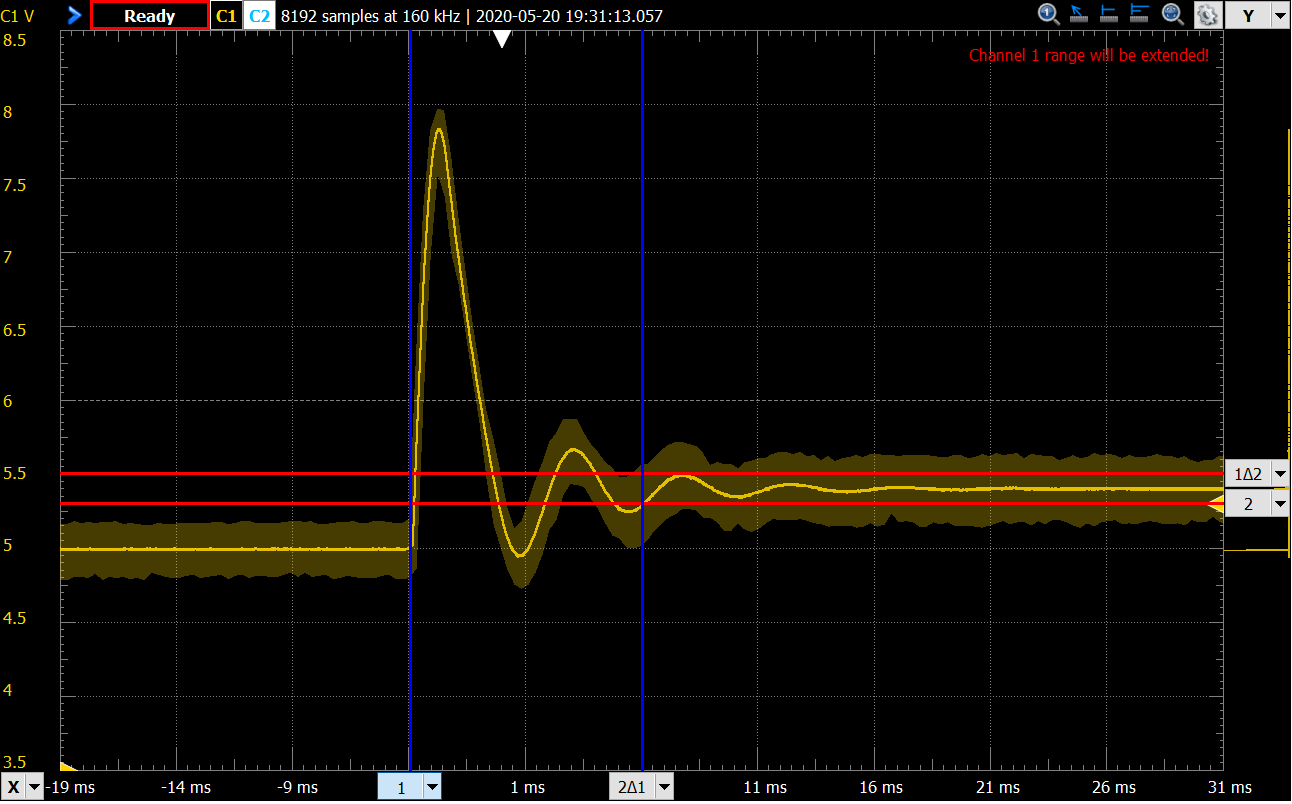 C1 V Ready C1 C2 8192 samples at 160 kHz | 2020-05-20 19:31:13.057 1 Y
8.5
Channel 1 range will be extended!
8
7.5
7
6.5
6
5.5 1Δ2
2
5
4.5
4
3.5
X -19 ms -14 ms -9 ms 1 1 ms 2Δ1 11 ms 16 ms 21 ms 26 ms 31 ms